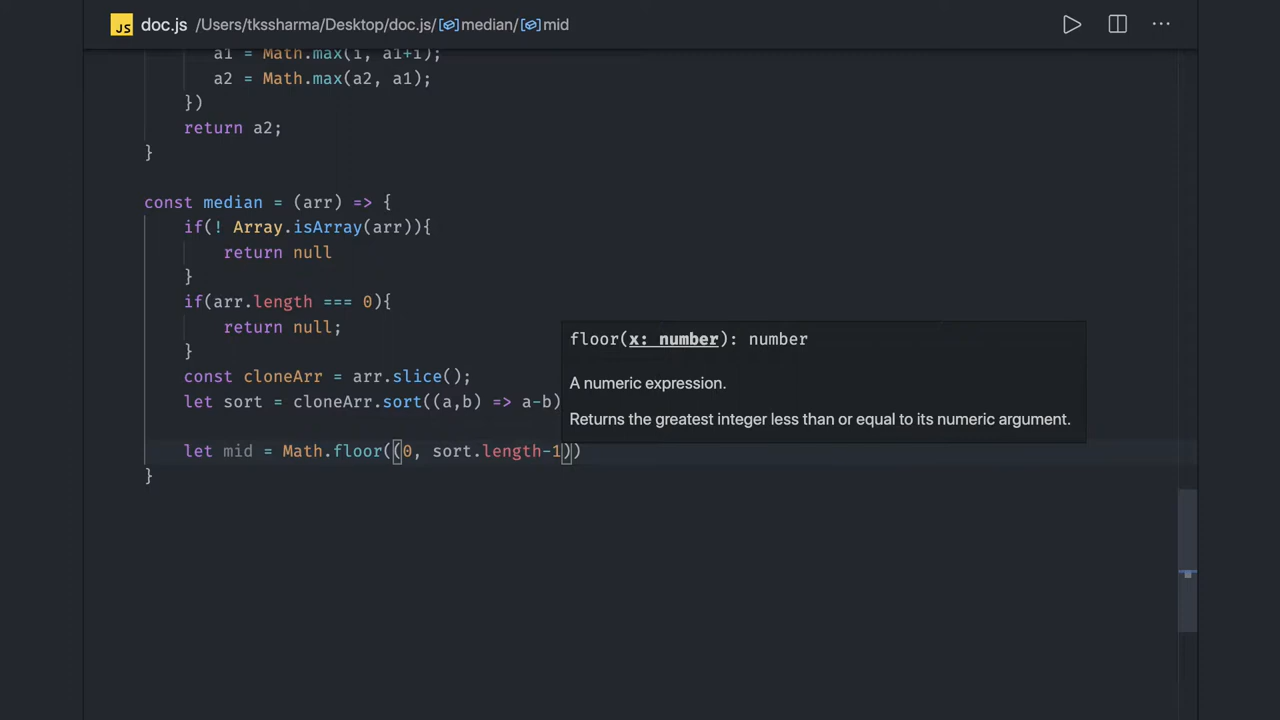 JS doc.js /Users/tkssharma/Desktop/doc.js/ median/ mid ...
a1 = Math.max(i, a1+i);
a2 = Math.max(a2, a1);
})
return a2;
}
const median = (arr) => {
if(! Array.isArray(arr)){
return null
}
if(arr.length === 0){
return null;
}
const cloneArr = arr.slice();
let sort = cloneArr.sort((a,b) => a-b)
let mid = Math.floor((0, sort.length-1))
}
floor(x: number): number
A numeric expression.
Returns the greatest integer less than or equal to its numeric argument.